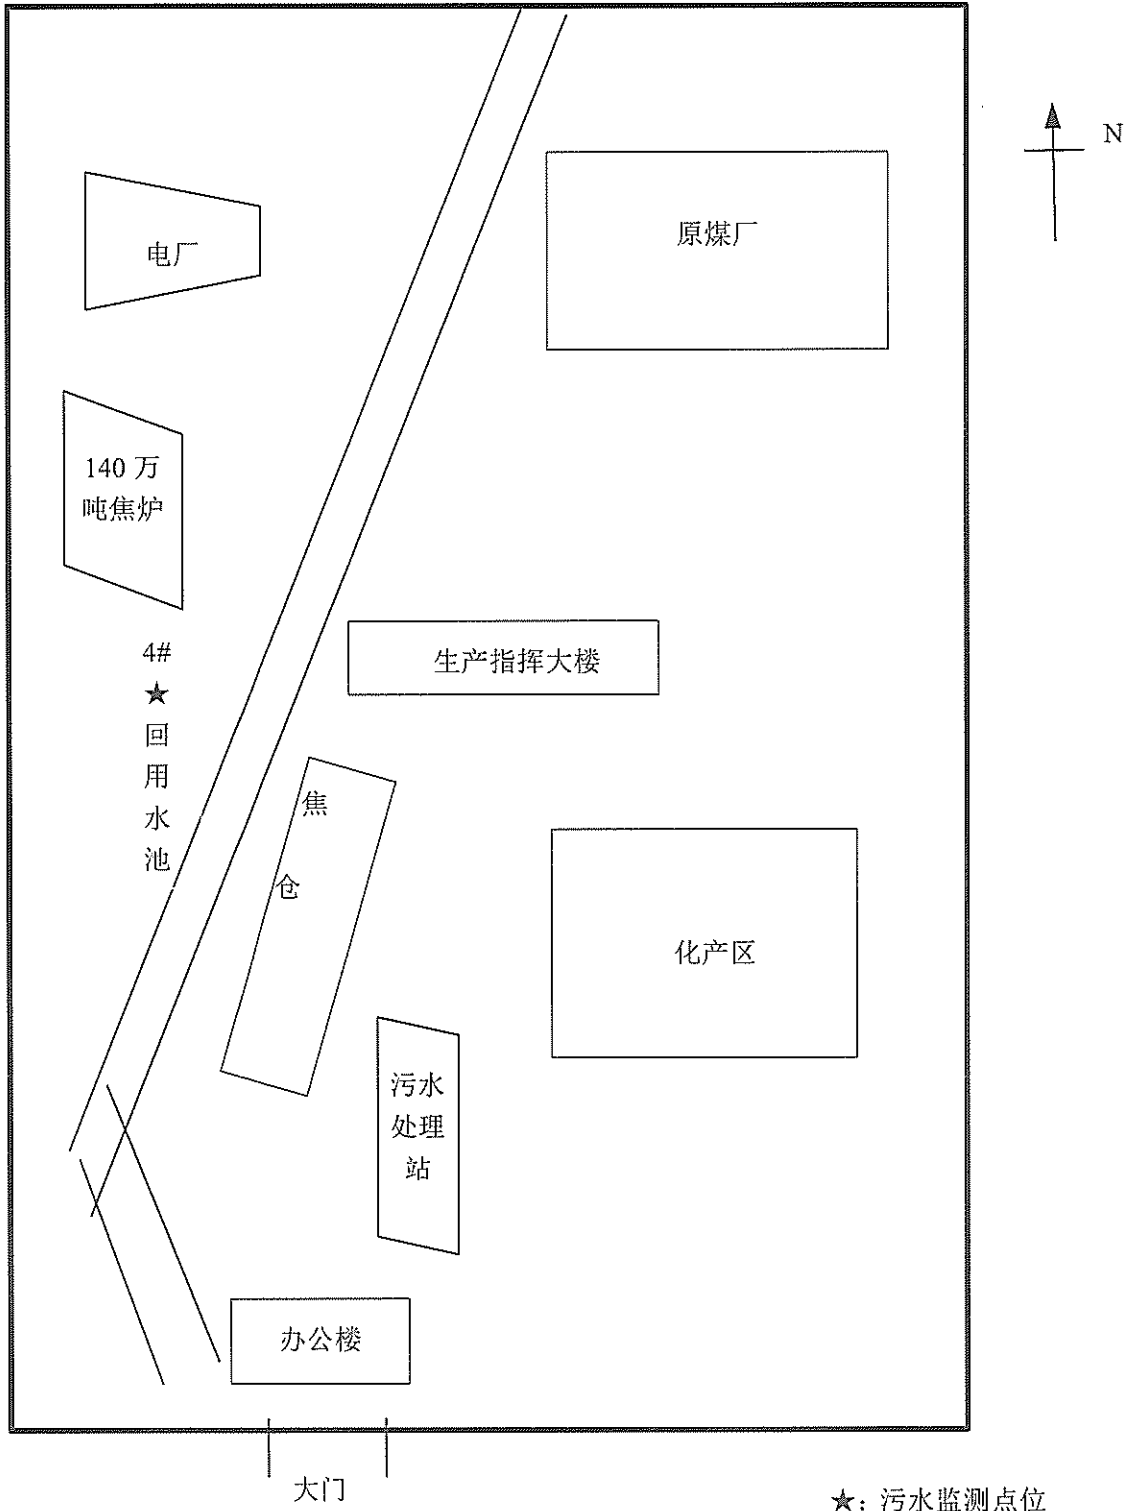 N
原煤厂
电厂
140 万
吨焦炉
4#
★
回
用
水
池
生产指挥大楼
焦
仓
化产区
污水
处理
站
办公楼
大门
★: 污水监测点位